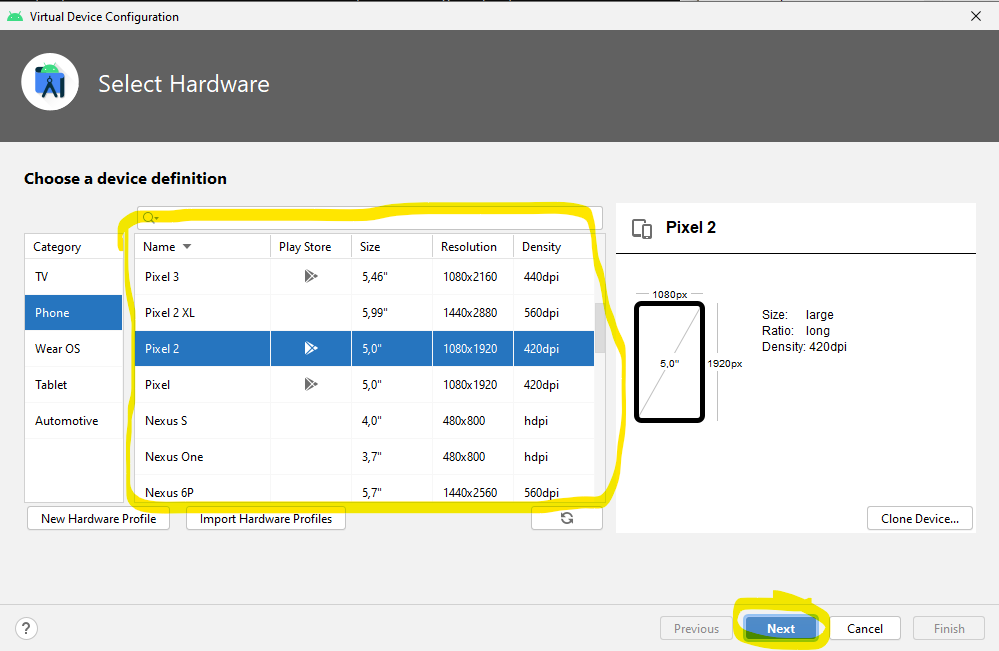 Virtual Device Configuration
Select Hardware
Choose a device definition
Category
TV
Phone
Wear OS
Tablet
Automotive
Name Play Store Size Resolution Density
Pixel 3 5,46" 1080x2160 440dpi
Pixel 2 XL 5,99" 1440x2880 560dpi
Pixel 2 5,0" 1080x1920 420dpi
Pixel 5,0" 1080x1920 420dpi
Nexus S 4,0" 480x800 hdpi
Nexus One 3,7" 480x800 hdpi
Nexus 6P 5,7" 1440x2560 560dpi
New Hardware Profile Import Hardware Profiles
Pixel 2
1080px
5,0"
1920px
Size: large
Ratio: long
Density: 420dpi
Clone Device...
? Previous Next Cancel Finish